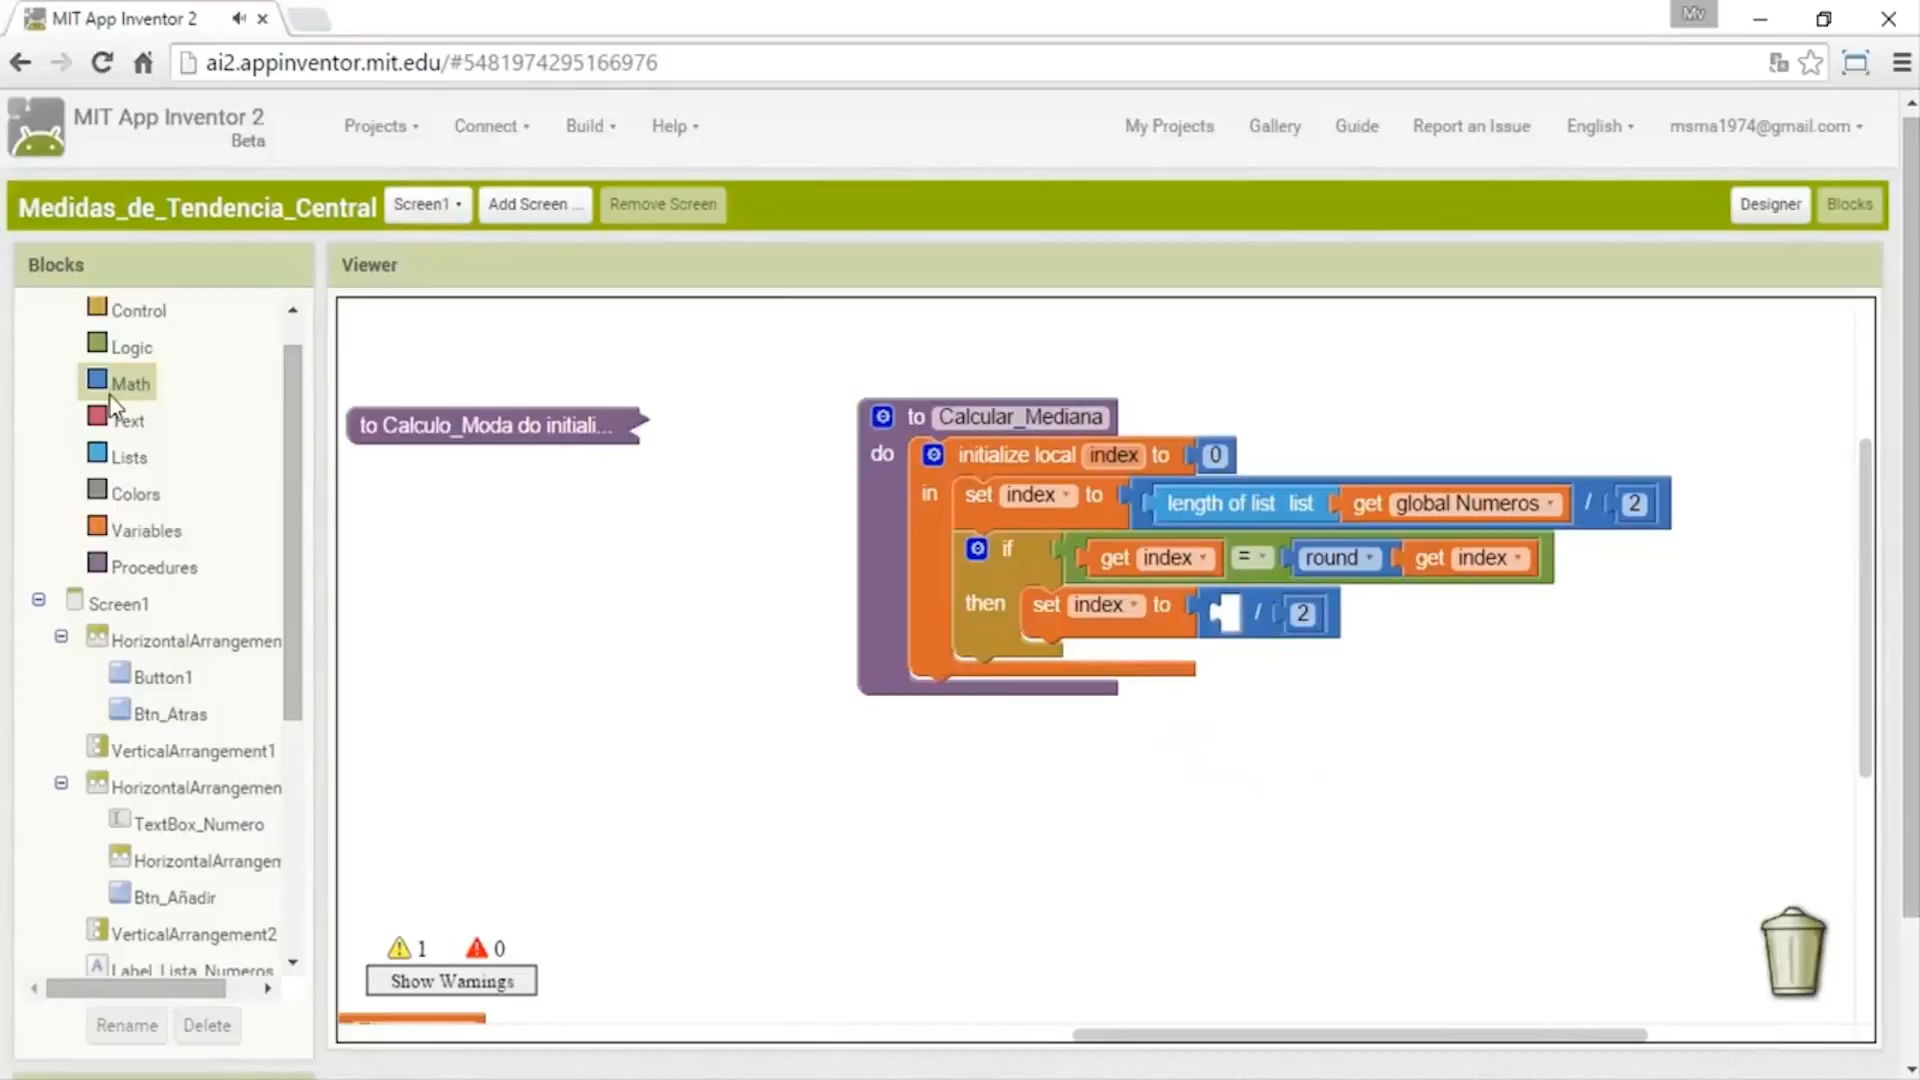 MIT App Inventor 2
Mv
ai2.appinventor.mit.edu/#5481974295166976
MIT App Inventor 2
Beta
Projects
Connect
Build
Help
My Projects
Gallery
Guide
Report an Issue
English
msma1974@gmail.com
Medidas_de_Tendencia_Central
Screen1
Add Screen ...
Remove Screen
Designer
Blocks
Blocks
Control
Logic
Math
Text
Lists
Colors
Variables
Procedures
Screen1
HorizontalArrangemen
Button1
Btn_Atras
VerticalArrangement1
HorizontalArrangemen
TextBox_Numero
HorizontalArrangen
Btn_Añadir
VerticalArrangement2
Label_Lista_Numeros
Rename
Delete
Viewer
to Calculo_Moda do initiali...
to Calcular_Mediana
do initialize local index to 0
in set index to length of list list get global Numeros / 2
if get index = round get index
then set index to / 2
1 0
Show Warnings